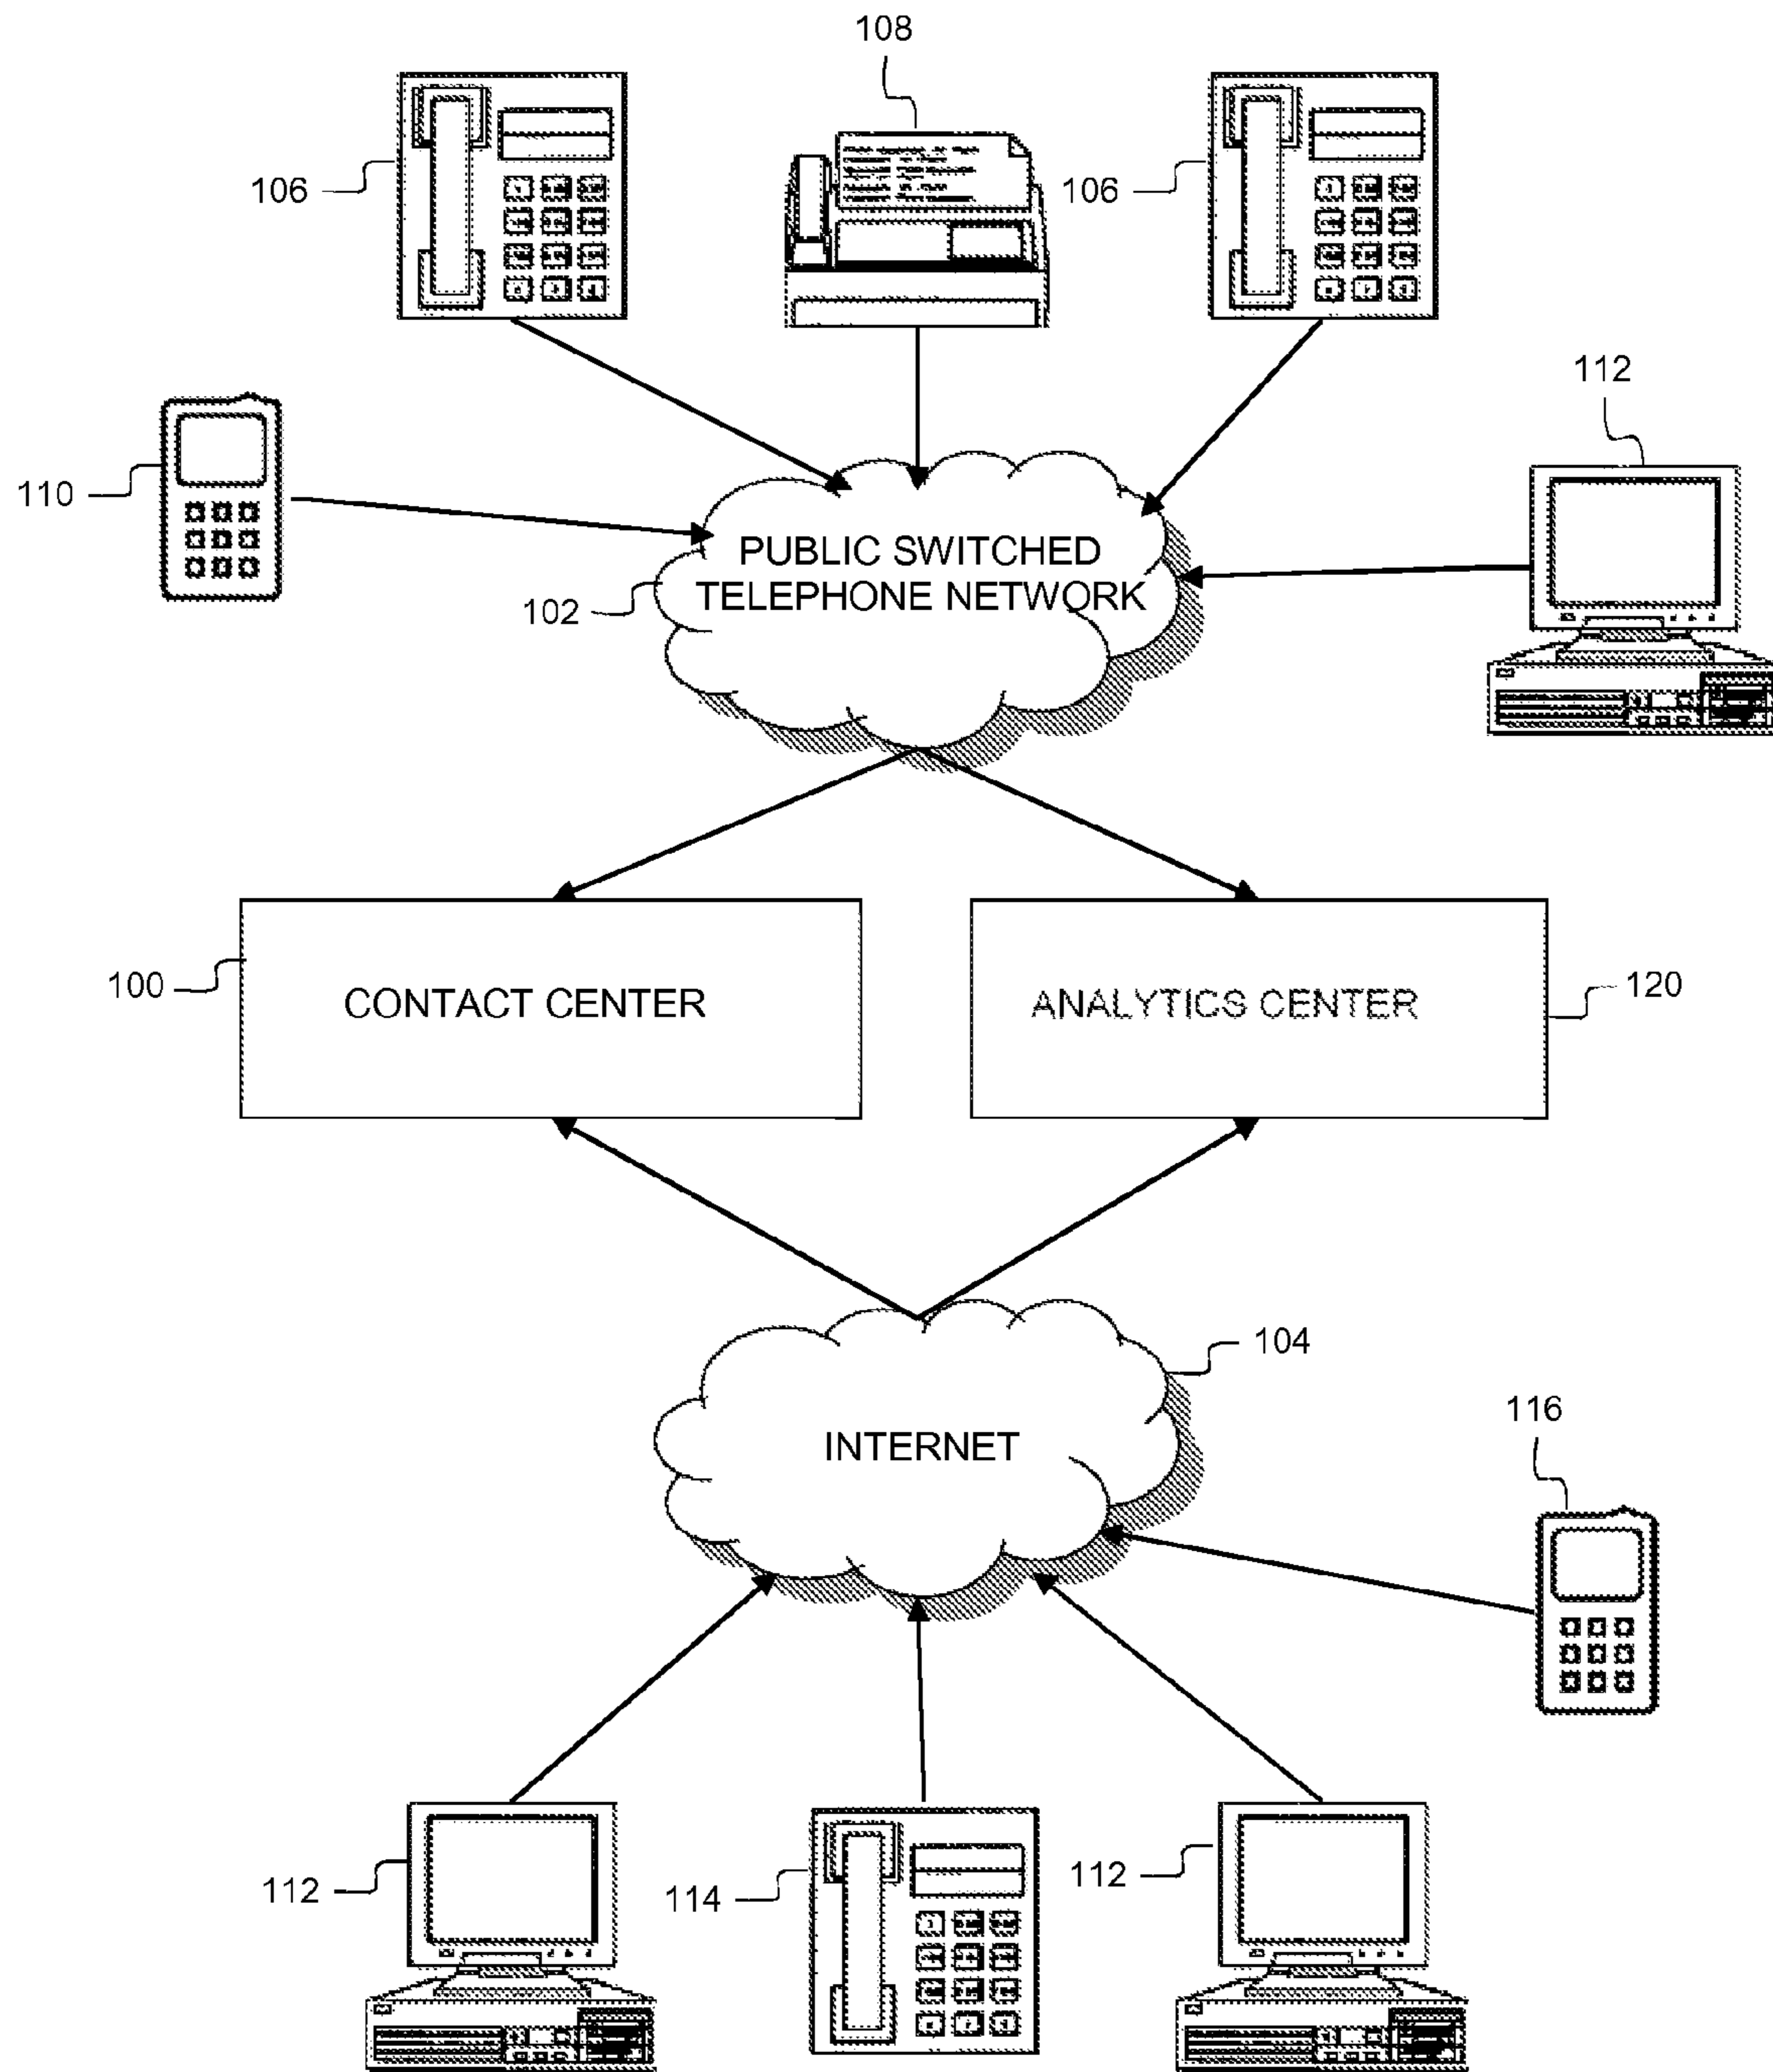 108
106
106
112
110
PUBLIC SWITCHED
TELEPHONE NETWORK
102
100
CONTACT CENTER
ANALYTICS CENTER
120
104
INTERNET
116
112
114
112